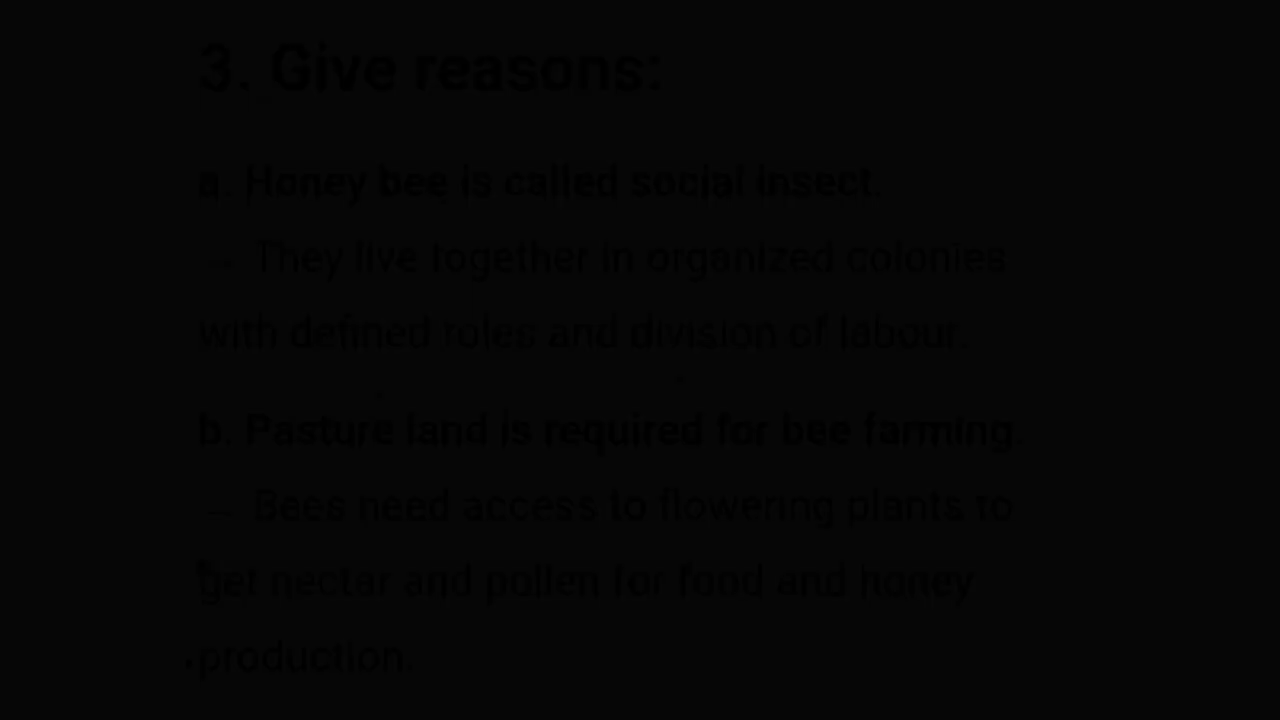 3. Give reasons:
a. Honey bee is called social insect.
– They live together in organized colonies
with defined roles and division of labour.
b. Pasture land is required for bee farming.
– Bees need access to flowering plants to
get nectar and pollen for food and honey
production.